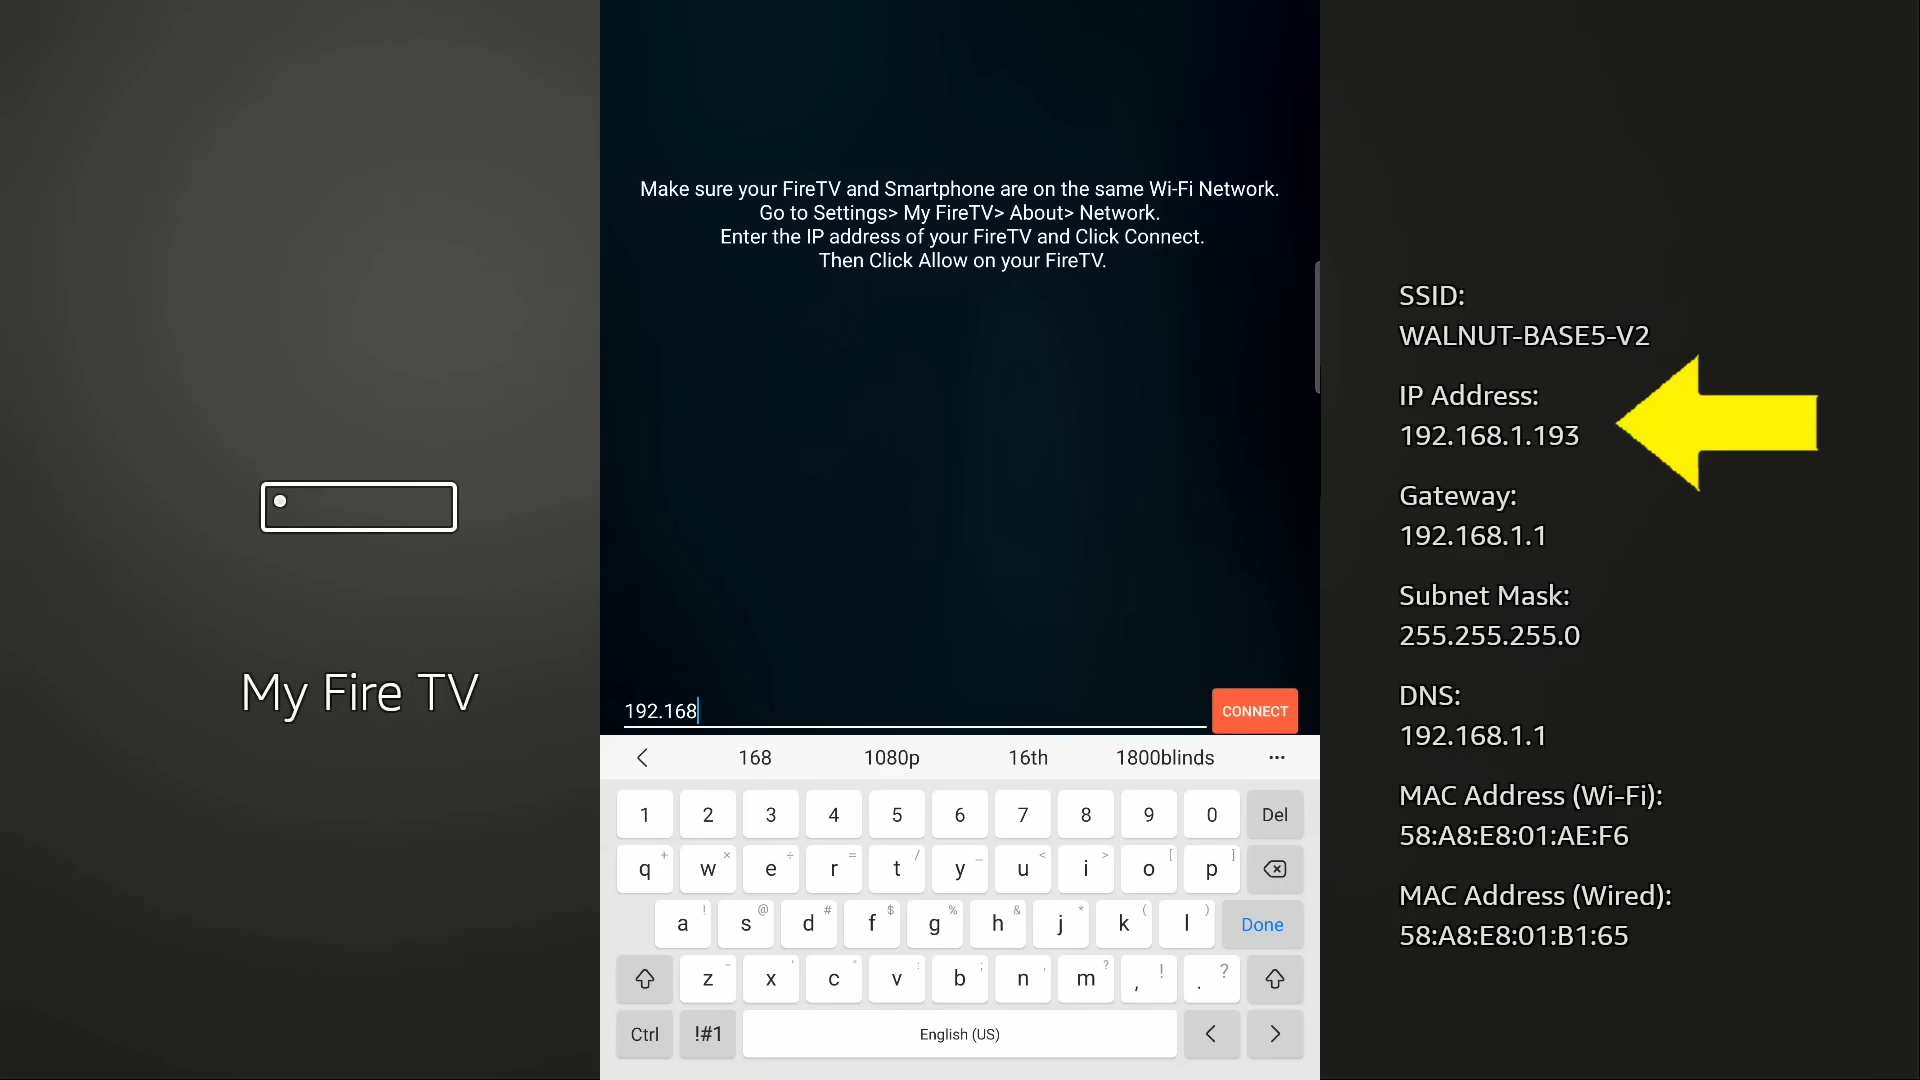 My Fire TV
Make sure your FireTV and Smartphone are on the same Wi-Fi Network.
Go to Settings> My FireTV> About> Network.
Enter the IP address of your FireTV and Click Connect.
Then Click Allow on your FireTV.
192.168
CONNECT
168 1080p 16th 1800blinds ...
1 2 3 4 5 6 7 8 9 0 Del
q + w × e ÷ r = t / y _ u < i > o [ p ]
a ! s @ d # f $ g % h & j * k ( l ) Done
z - x ' c " v : b ; n , m ? , ! . ?
Ctrl !#1 English (US) < >
SSID:
WALNUT-BASE5-V2
IP Address:
192.168.1.193
Gateway:
192.168.1.1
Subnet Mask:
255.255.255.0
DNS:
192.168.1.1
MAC Address (Wi-Fi):
58:A8:E8:01:AE:F6
MAC Address (Wired):
58:A8:E8:01:B1:65